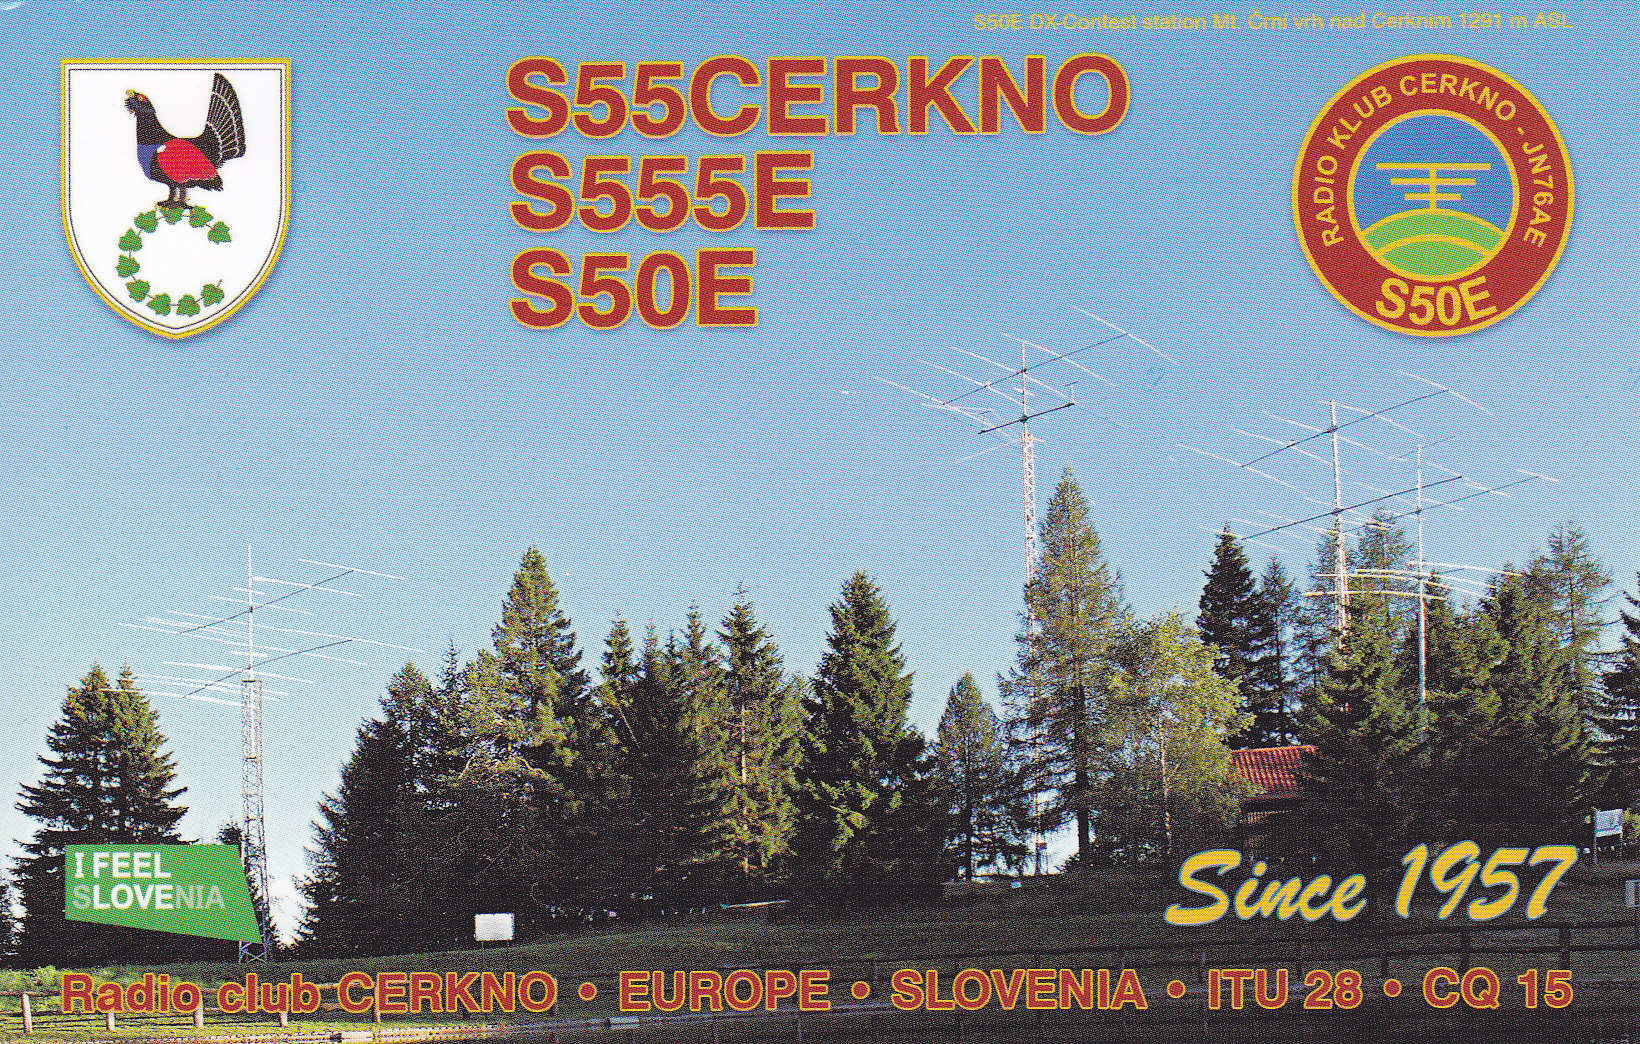 S50E DX-Contest station Mt. Črni vrh nad Cerknim 1291 m ASL
S55CERKNO
S555E
S50E
RADIO KLUB CERKNO - JN76AE
S50E
I FEEL
SLOVENIA
Since 1957
Radio club CERKNO • EUROPE • SLOVENIA • ITU 28 • CQ 15